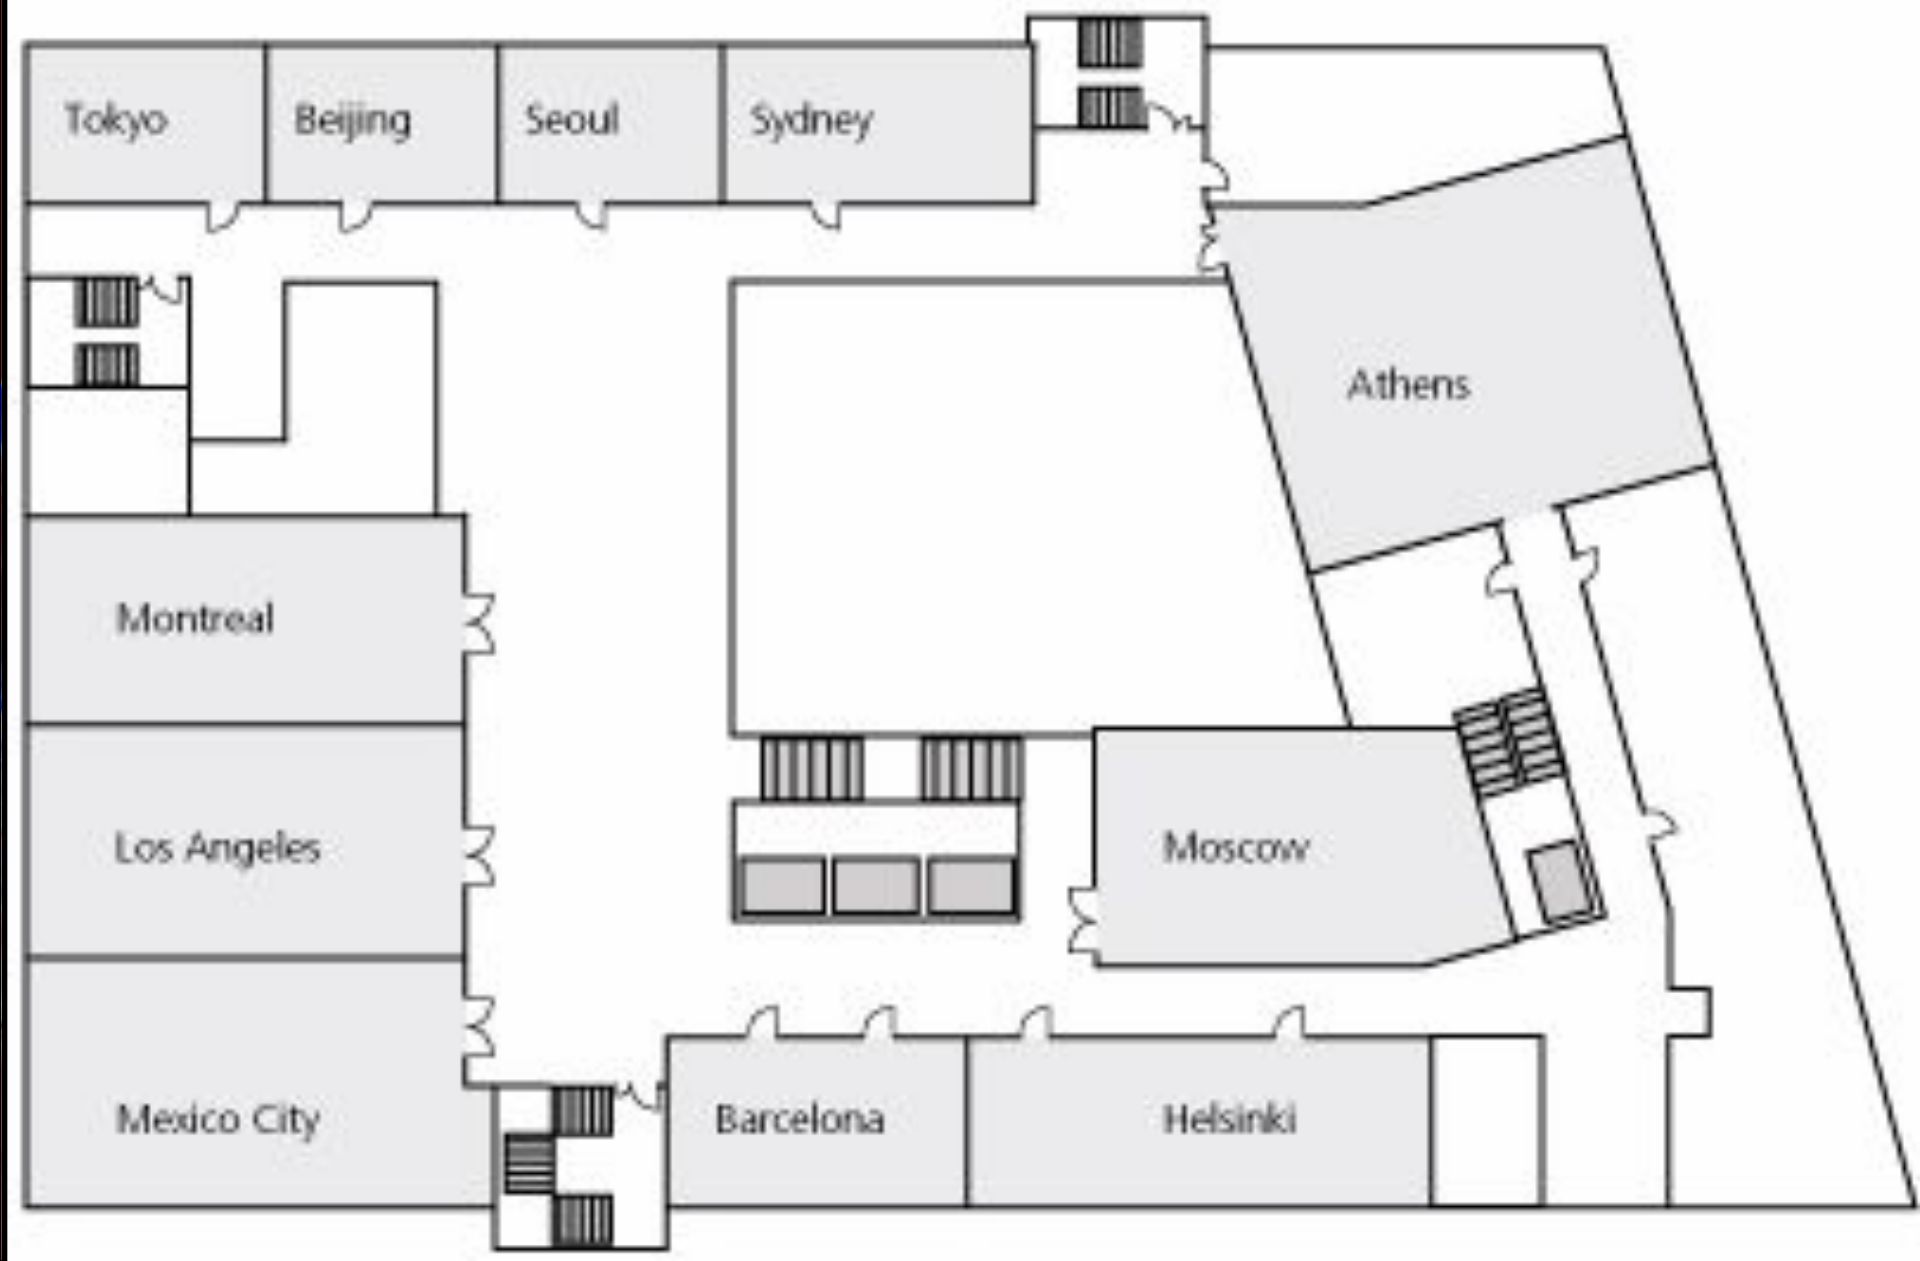 Tokyo
Beijing
Seoul
Sydney
Athens
Montreal
Los Angeles
Moscow
Mexico City
Barcelona
Helsinki